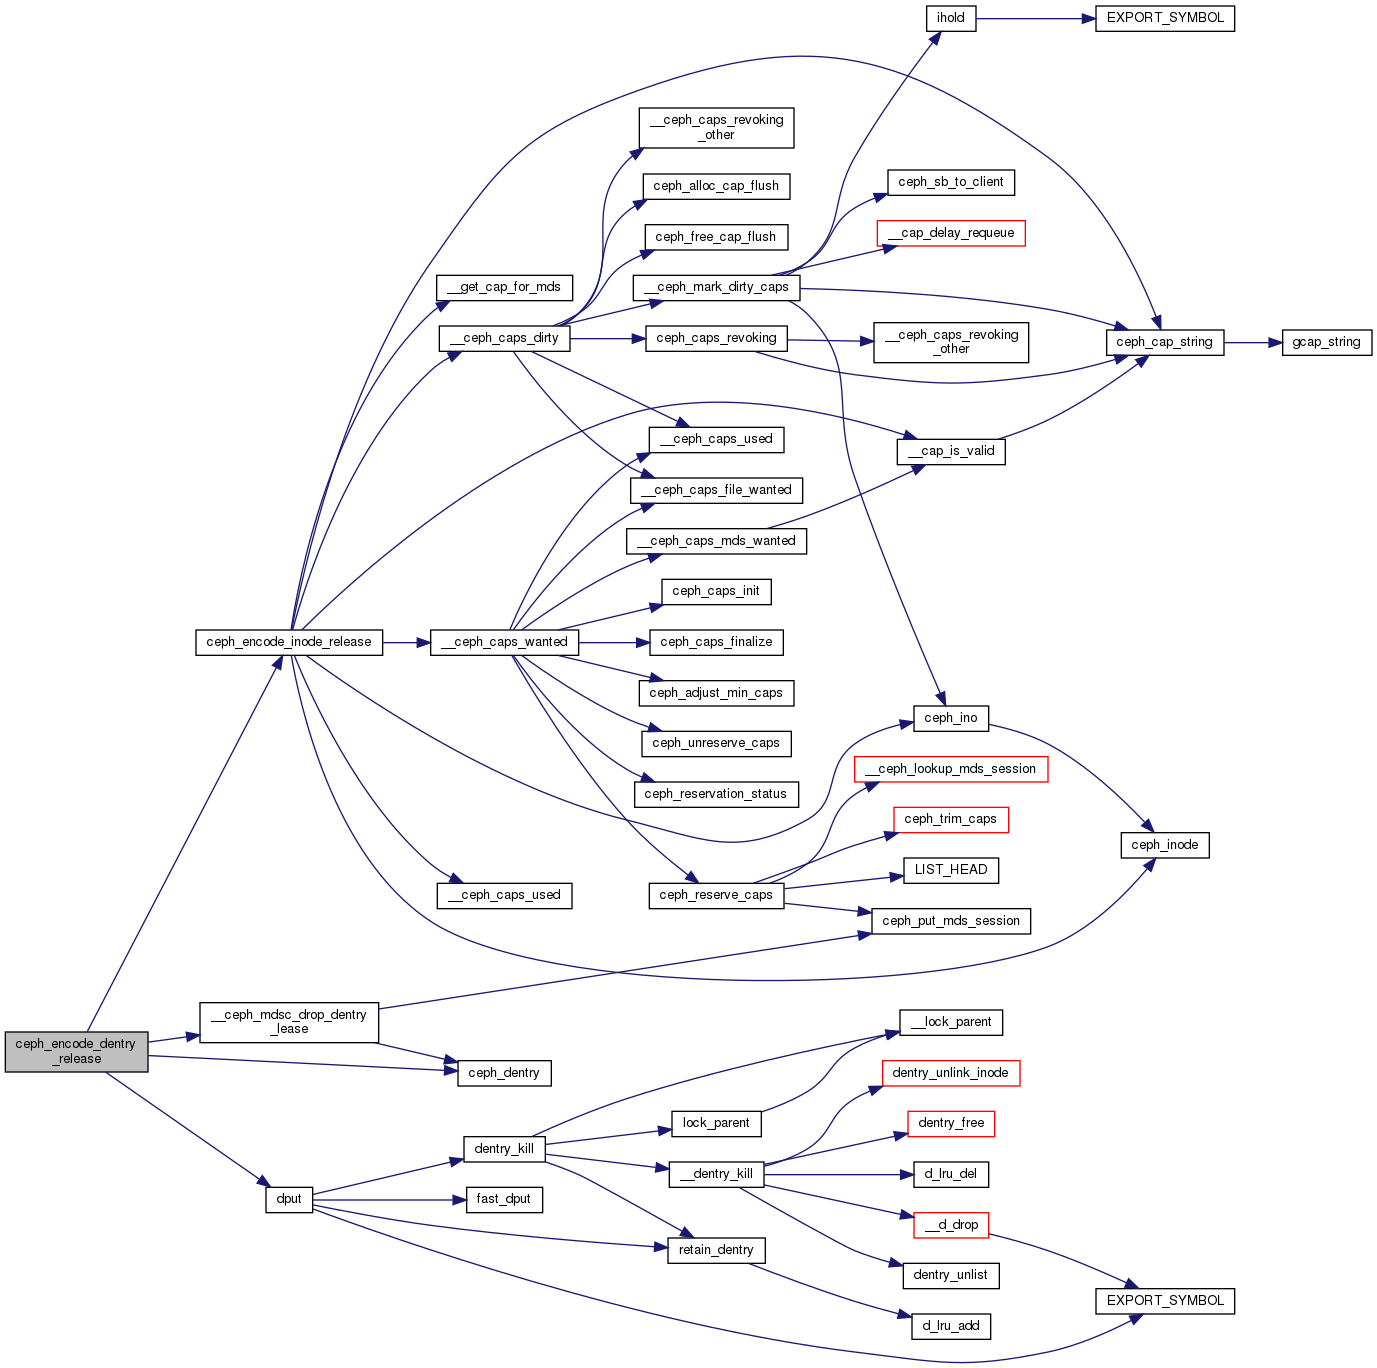 ihold
EXPORT_SYMBOL
__ceph_caps_revoking
_other
ceph_alloc_cap_flush
ceph_sb_to_client
ceph_free_cap_flush
__cap_delay_requeue
__get_cap_for_mds
__ceph_mark_dirty_caps
__ceph_caps_dirty
ceph_caps_revoking
__ceph_caps_revoking
_other
ceph_cap_string
gcap_string
__ceph_caps_used
__cap_is_valid
__ceph_caps_file_wanted
__ceph_caps_mds_wanted
ceph_caps_init
ceph_encode_inode_release
__ceph_caps_wanted
ceph_caps_finalize
ceph_adjust_min_caps
ceph_ino
ceph_unreserve_caps
__ceph_lookup_mds_session
ceph_reservation_status
ceph_trim_caps
ceph_inode
LIST_HEAD
__ceph_caps_used
ceph_reserve_caps
ceph_put_mds_session
__ceph_mdsc_drop_dentry
_lease
__lock_parent
ceph_encode_dentry
_release
ceph_dentry
dentry_unlink_inode
lock_parent
dentry_free
dentry_kill
__dentry_kill
d_lru_del
dput
fast_dput
__d_drop
retain_dentry
dentry_unlist
EXPORT_SYMBOL
d_lru_add